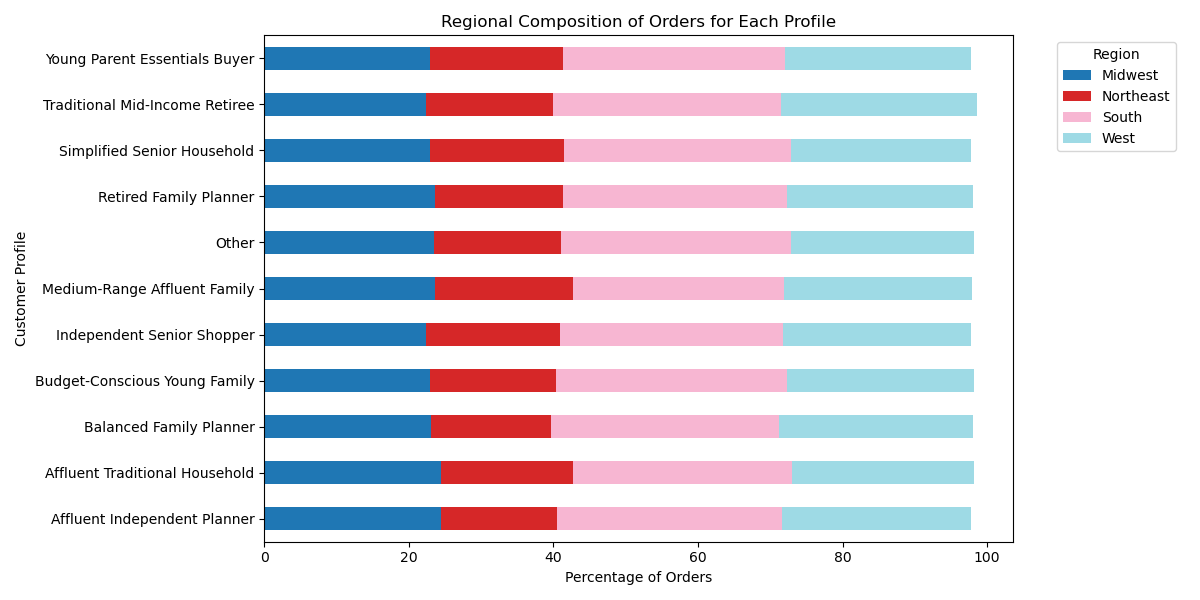 Regional Composition of Orders for Each Profile
Customer Profile
Young Parent Essentials Buyer
Traditional Mid-Income Retiree
Simplified Senior Household
Retired Family Planner
Other
Medium-Range Affluent Family
Independent Senior Shopper
Budget-Conscious Young Family
Balanced Family Planner
Affluent Traditional Household
Affluent Independent Planner
0 20 40 60 80 100
Percentage of Orders
Region
Midwest
Northeast
South
West